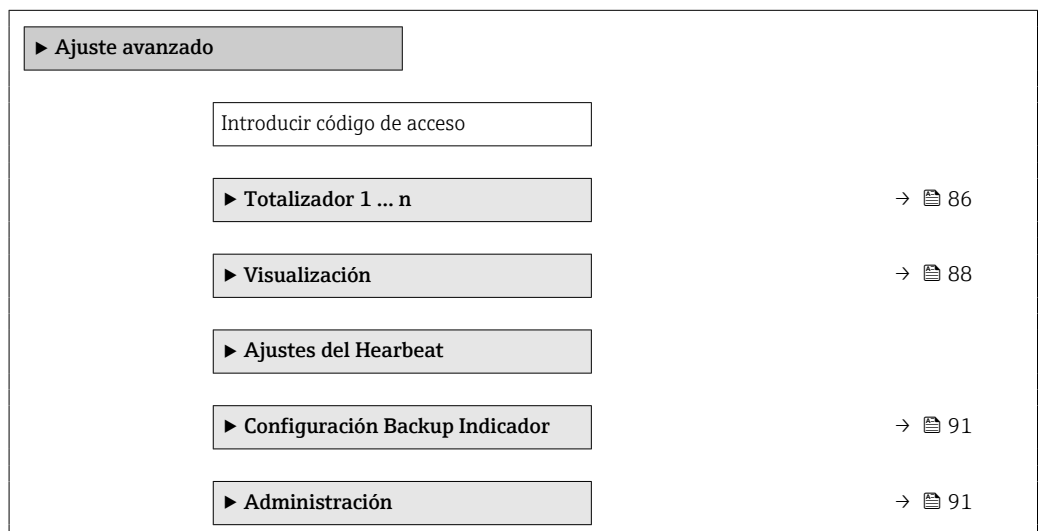 ▶ Ajuste avanzado
Introducir código de acceso
▶ Totalizador 1 … n → 86
▶ Visualización → 88
▶ Ajustes del Hearbeat
▶ Configuración Backup Indicador → 91
▶ Administración → 91